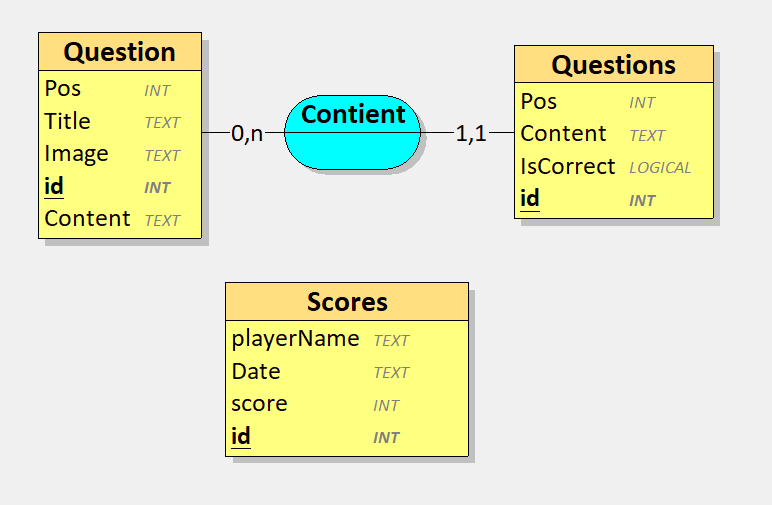 Question
Pos INT
Title TEXT
Image TEXT
id INT
Content TEXT
0,n
Contient
1,1
Questions
Pos INT
Content TEXT
IsCorrect LOGICAL
id INT
Scores
playerName TEXT
Date TEXT
score INT
id INT